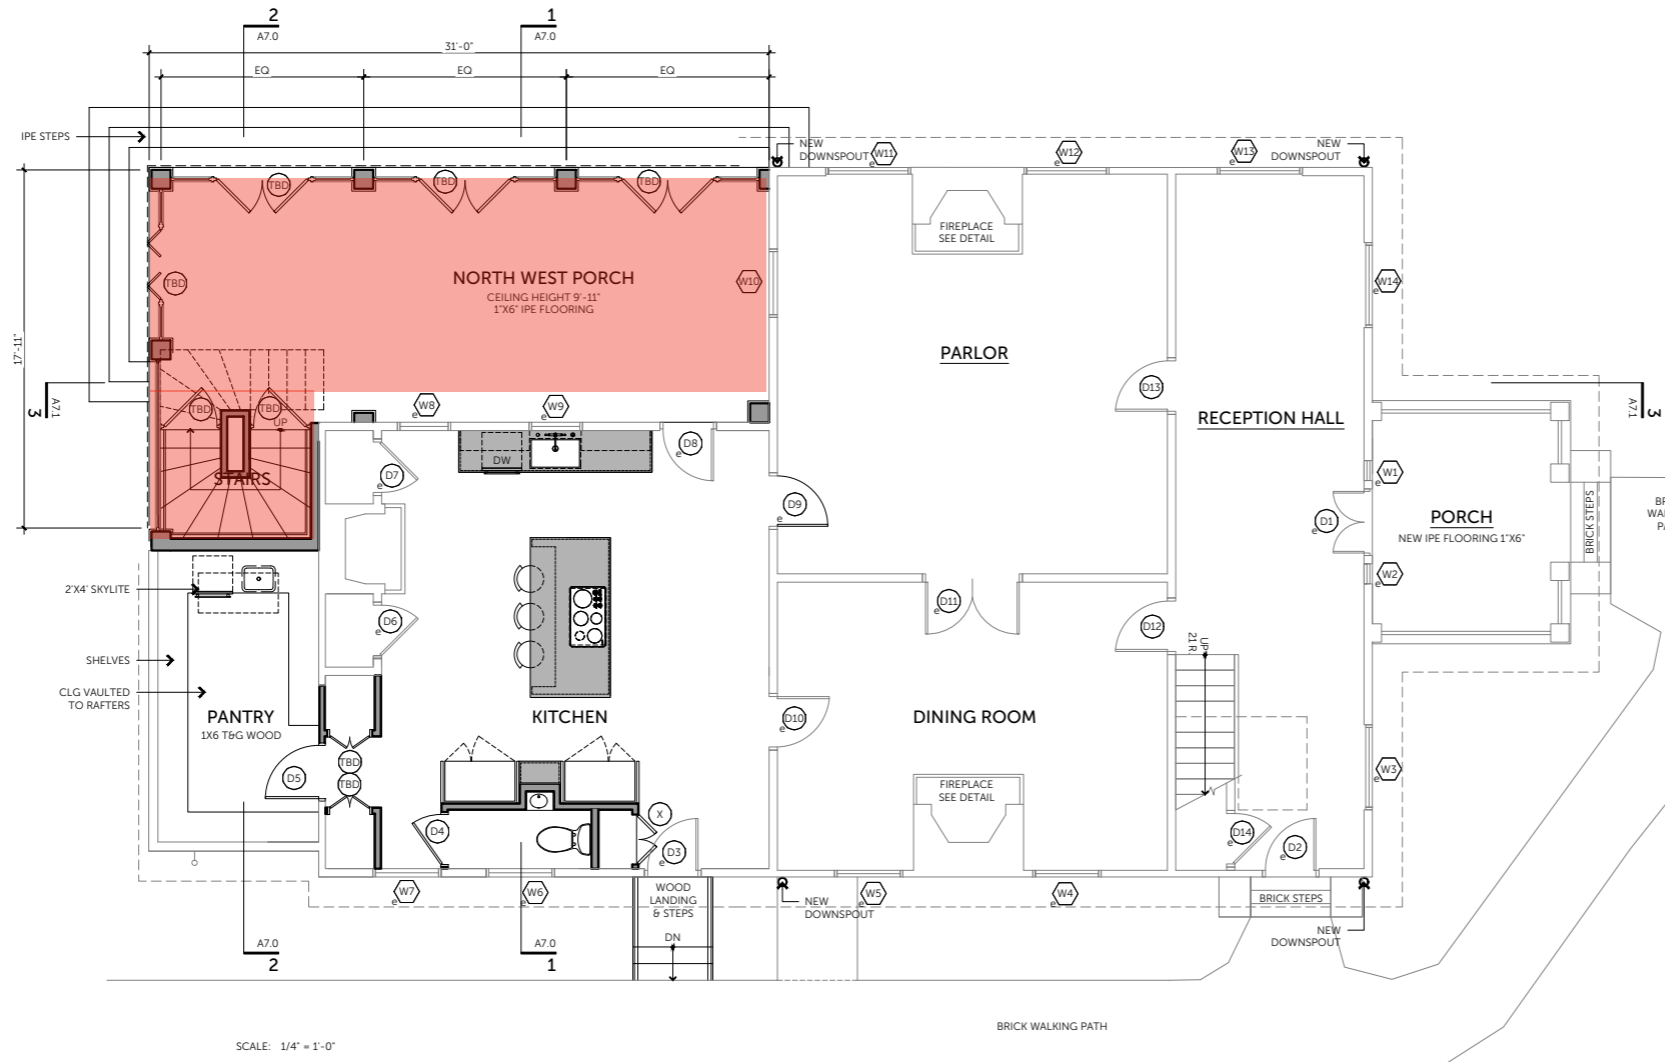 2
A7.0
1
A7.0
31'-0"
EQ
EQ
EQ
IPE STEPS
NEW
DOWNSPOUT
W11
e
W12
e
W13
e
NEW
DOWNSPOUT
TBD
TBD
TBD
FIREPLACE
SEE DETAIL
NORTH WEST PORCH
CEILING HEIGHT 9'-11"
1"X6" IPE FLOORING
TBD
W10
W14
e
17'-11"
PARLOR
3
A7.1
D13
e
A7.1
3
TBD
TBD
UP
W8
e
W9
e
RECEPTION HALL
D8
e
DW
D7
e
STAIRS
W1
e
D9
e
D1
e
PORCH
NEW IPE FLOORING 1"X6"
BRICK STEPS
BR
WA
PA
W2
e
2'X4' SKYLITE
D11
e
D6
e
D12
e
UP
21 R.
SHELVES
CLG VAULTED
TO RAFTERS
PANTRY
1X6 T&G WOOD
KITCHEN
D10
e
DINING ROOM
TBD
TBD
D5
W3
e
FIREPLACE
SEE DETAIL
X
D4
D3
e
D14
e
D2
e
W7
e
W6
e
WOOD
LANDING
& STEPS
W5
e
W4
e
NEW
DOWNSPOUT
BRICK STEPS
NEW
DOWNSPOUT
DN
A7.0
2
A7.0
1
BRICK WALKING PATH
SCALE: 1/4" = 1'-0"